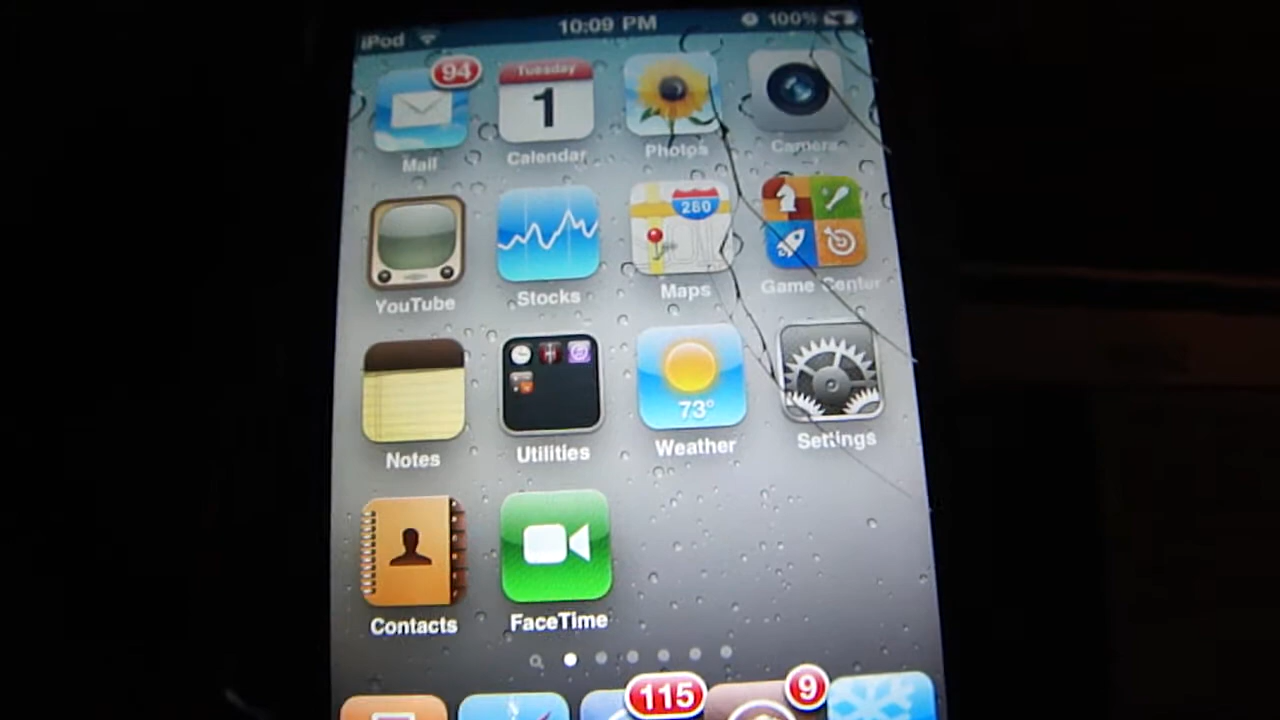 iPod 10:09 PM 100%
94
Tuesday
1
Mail Calendar Photos Camera
280
YouTube Stocks Maps Game Center
73°
Notes Utilities Weather Settings
Contacts FaceTime
115 9